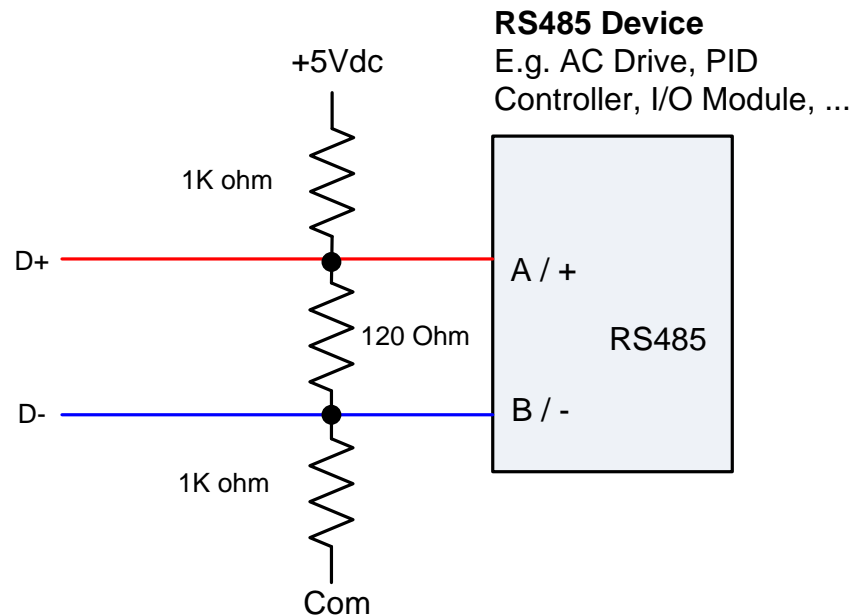 RS485 Device
E.g. AC Drive, PID
Controller, I/O Module, ...
+5Vdc
1K ohm
D+
A / +
120 Ohm
RS485
D-
B / -
1K ohm
Com